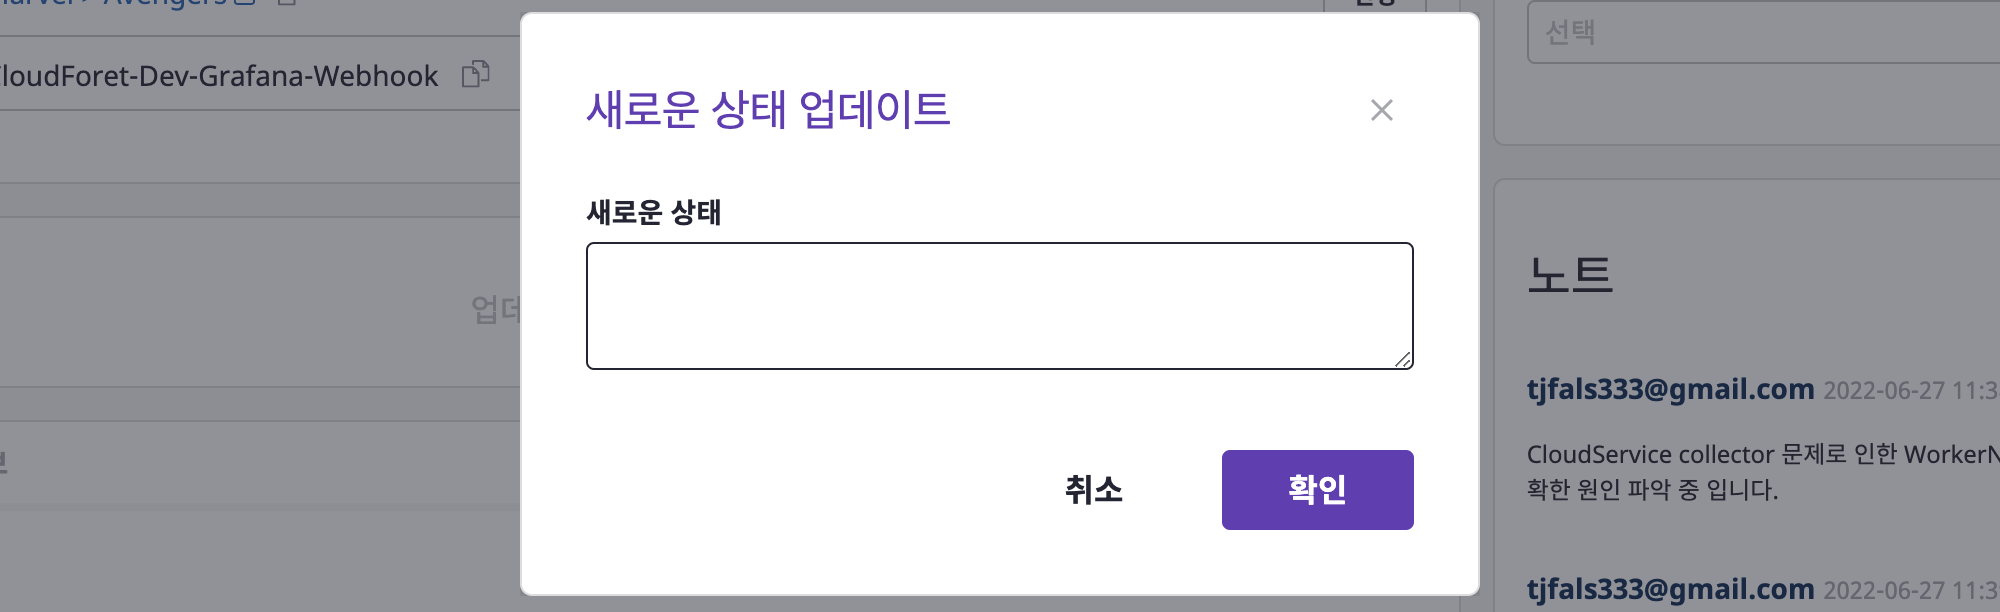 Avengers
선택
CloudForet-Dev-Grafana-Webhook
새로운 상태 업데이트
새로운 상태
노트
tjfals333@gmail.com 2022-06-27 11:3
CloudService collector 문제로 인한 WorkerN
확한 원인 파악 중 입니다.
취소
확인
tjfals333@gmail.com 2022-06-27 11:3